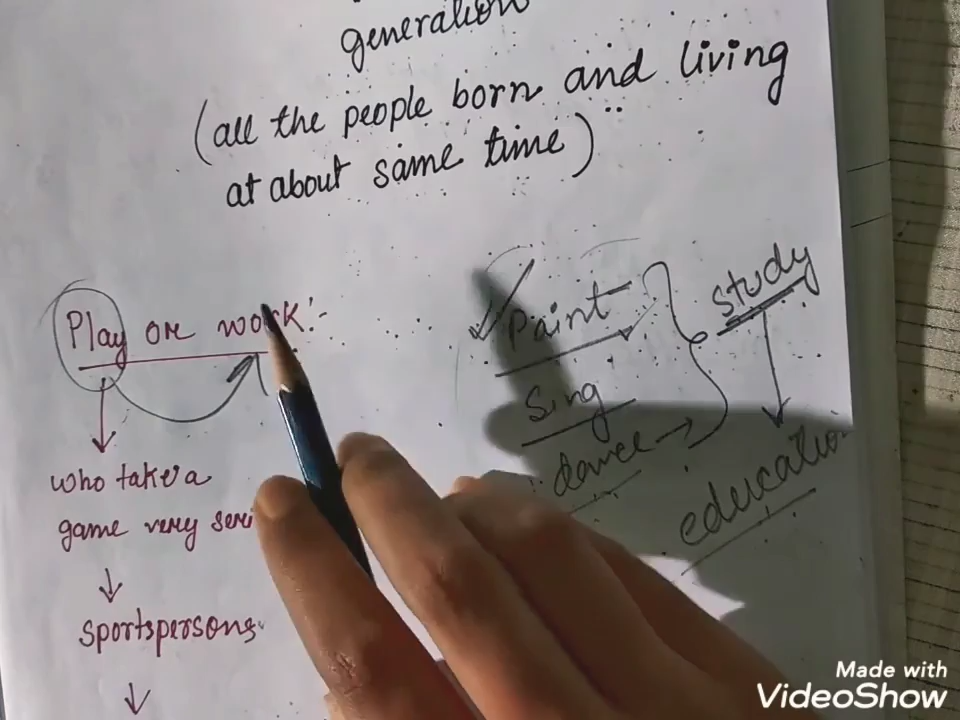 generation
(all the people born and living
at about same time)
Play or work:-
who take a
game very seri
↓
sportspersons
↓
Paint
Sing
dance →
study
↓
education
Made with
VideoShow